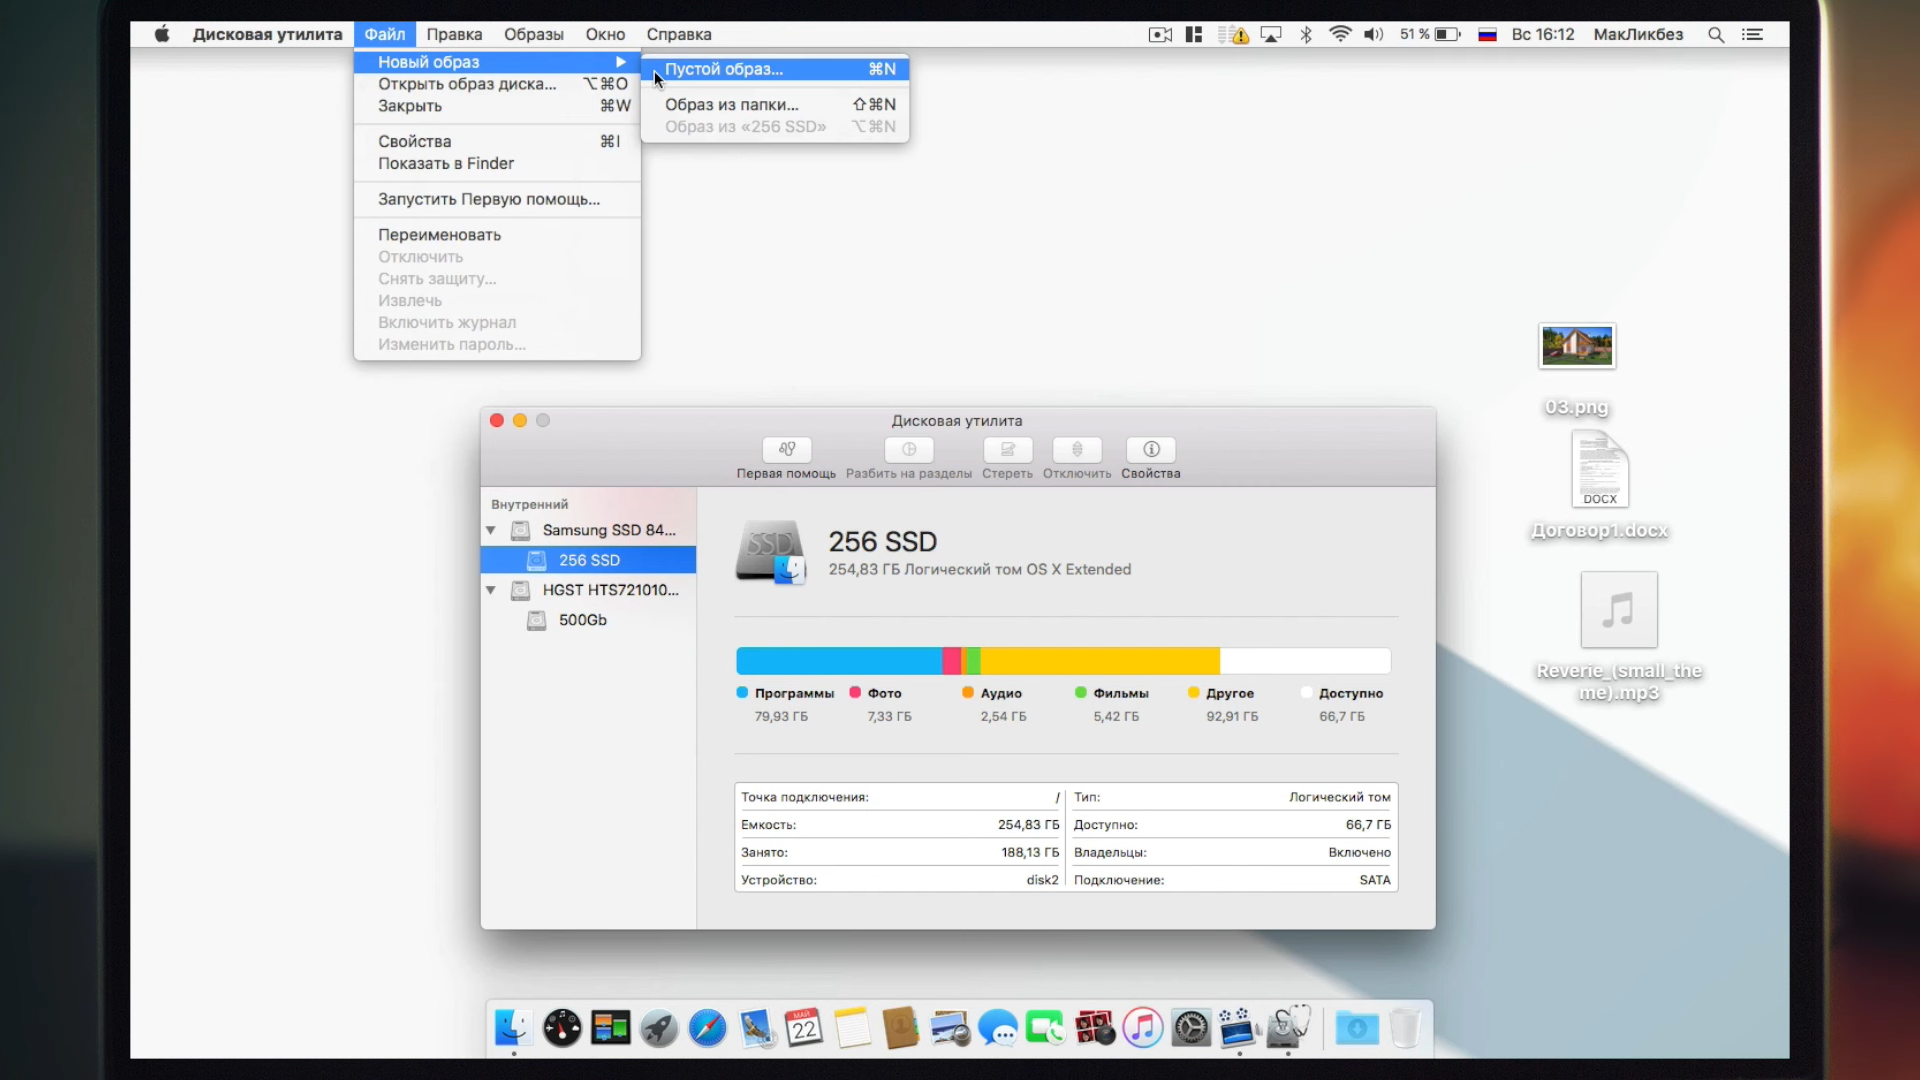 Дисковая утилита Файл Правка Образы Окно Справка 51 % Вс 16:12 МакЛикбез
Новый образ
Открыть образ диска... ⌥⌘O
Закрыть ⌘W
Свойства ⌘I
Показать в Finder
Запустить Первую помощь...
Переименовать
Отключить
Снять защиту...
Извлечь
Включить журнал
Изменить пароль...
Пустой образ... ⌘N
Образ из папки... ⇧⌘N
Образ из «256 SSD» ⌥⌘N
03.png
DOCX
Договор1.docx
Reverie_(small_the
me).mp3
Дисковая утилита
Первая помощь Разбить на разделы Стереть Отключить Свойства
Внутренний
Samsung SSD 84...
256 SSD
HGST HTS721010...
500Gb
SSD
256 SSD
254,83 ГБ Логический том OS X Extended
Программы Фото Аудио Фильмы Другое Доступно
79,93 ГБ 7,33 ГБ 2,54 ГБ 5,42 ГБ 92,91 ГБ 66,7 ГБ
Точка подключения: / Тип: Логический том
Емкость: 254,83 ГБ Доступно: 66,7 ГБ
Занято: 188,13 ГБ Владельцы: Включено
Устройство: disk2 Подключение: SATA
МАЙ
22